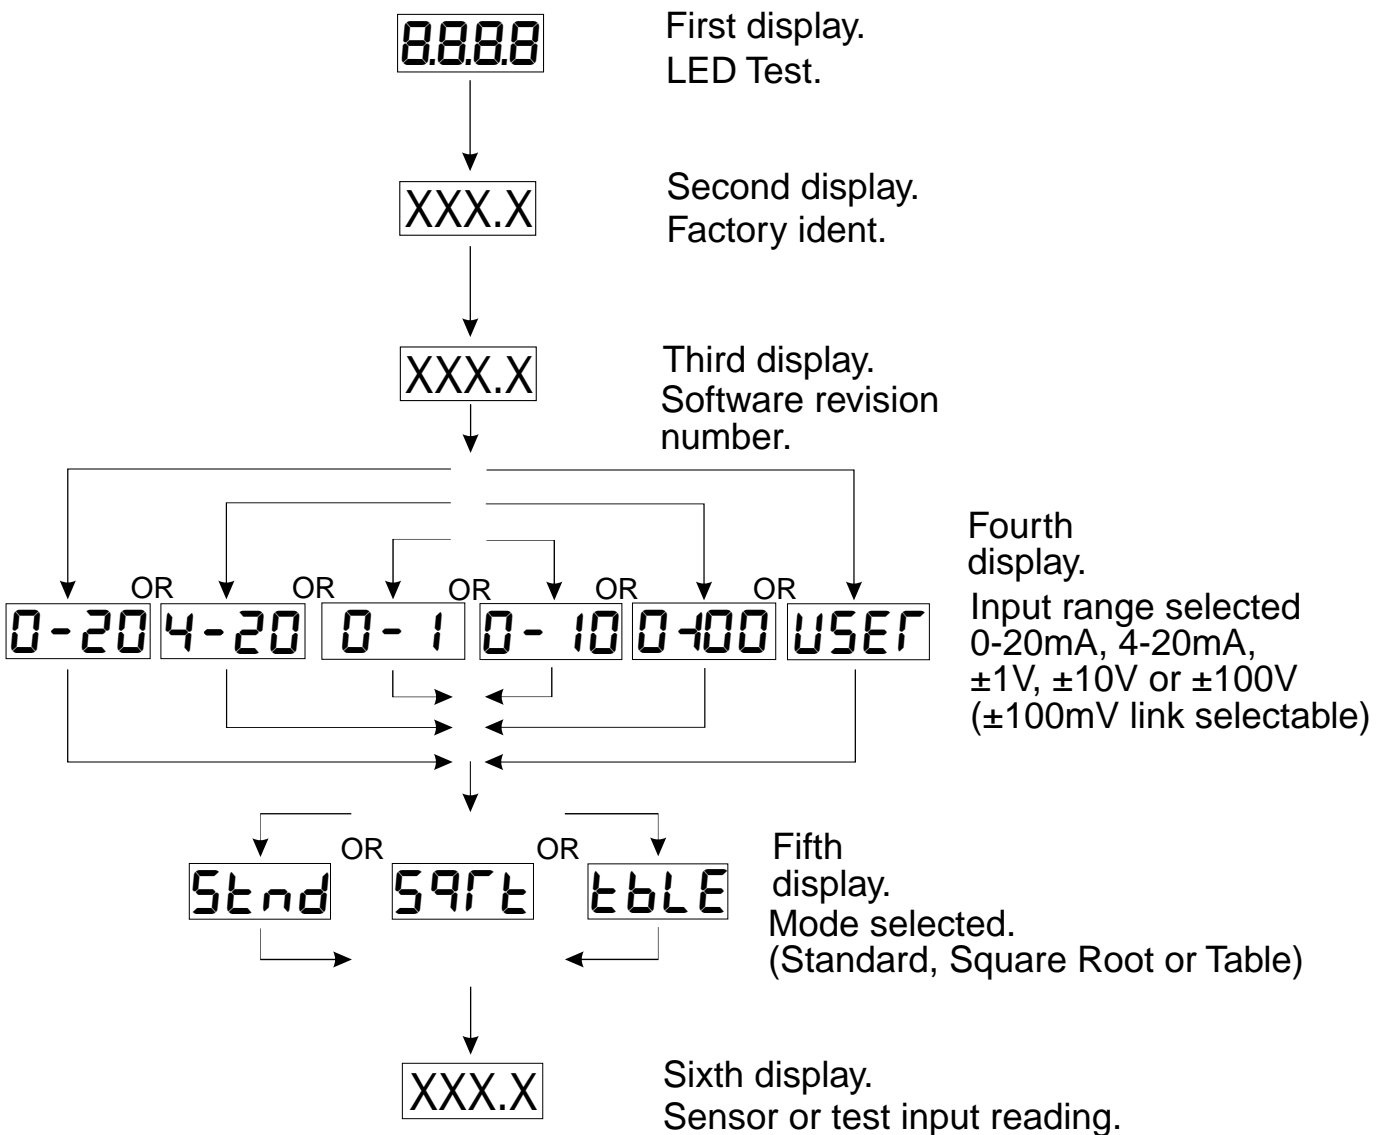 8.8.8.8
First display.
LED Test.
XXX.X
Second display.
Factory ident.
XXX.X
Third display.
Software revision
number.
OR OR OR OR OR
0-20 4-20 0-1 0-10 0-100 USEr
Fourth
display.
Input range selected
0-20mA, 4-20mA,
±1V, ±10V or ±100V
(±100mV link selectable)
OR OR
Stnd Sqrt tbLE
Fifth
display.
Mode selected.
(Standard, Square Root or Table)
XXX.X
Sixth display.
Sensor or test input reading.